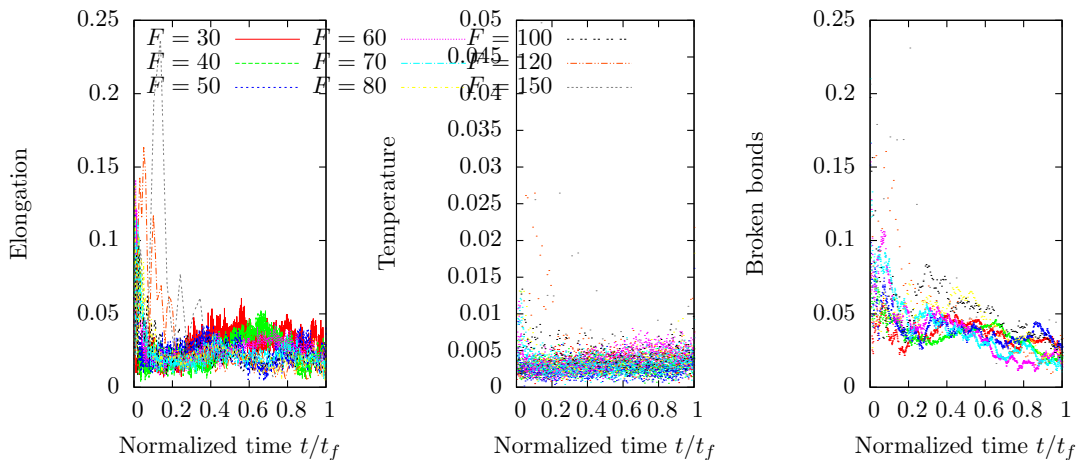 0.25
0.2
0.15
0.1
0.05
0
0 0.2 0.4 0.6 0.8 1
Elongation
Normalized time t/t_f
F = 30
F = 40
F = 50
F = 60
F = 70
F = 80
F = 100
F = 120
F = 150
0.05
0.045
0.04
0.035
0.03
0.025
0.02
0.015
0.01
0.005
0
0 0.2 0.4 0.6 0.8 1
Temperature
Normalized time t/t_f
0.25
0.2
0.15
0.1
0.05
0
0 0.2 0.4 0.6 0.8 1
Broken bonds
Normalized time t/t_f